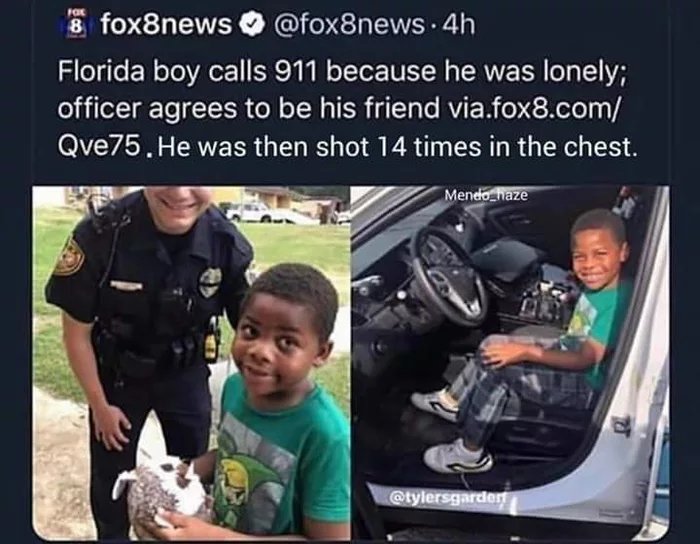 FOX 8 fox8news @fox8news · 4h
Florida boy calls 911 because he was lonely;
officer agrees to be his friend via.fox8.com/
Qve75. He was then shot 14 times in the chest.
Mendo_haze